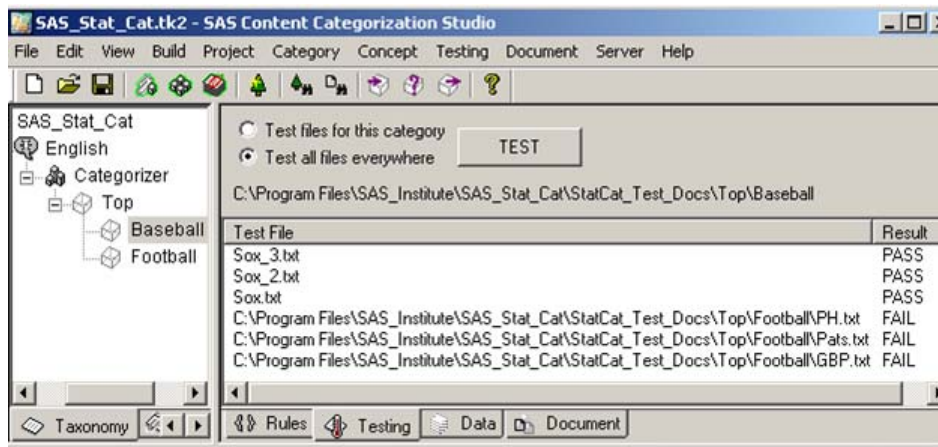 SAS_Stat_Cat.tk2 - SAS Content Categorization Studio
File Edit View Build Project Category Concept Testing Document Server Help
SAS_Stat_Cat
English
Categorizer
Top
Baseball
Football
Test files for this category
Test all files everywhere
TEST
C:\Program Files\SAS_Institute\SAS_Stat_Cat\StatCat_Test_Docs\Top\Baseball
Test File Result
Sox_3.txt PASS
Sox_2.txt PASS
Sox.txt PASS
C:\Program Files\SAS_Institute\SAS_Stat_Cat\StatCat_Test_Docs\Top\Football\PH.txt FAIL
C:\Program Files\SAS_Institute\SAS_Stat_Cat\StatCat_Test_Docs\Top\Football\Pats.txt FAIL
C:\Program Files\SAS_Institute\SAS_Stat_Cat\StatCat_Test_Docs\Top\Football\GBP.txt FAIL
Taxonomy Rules Testing Data Document